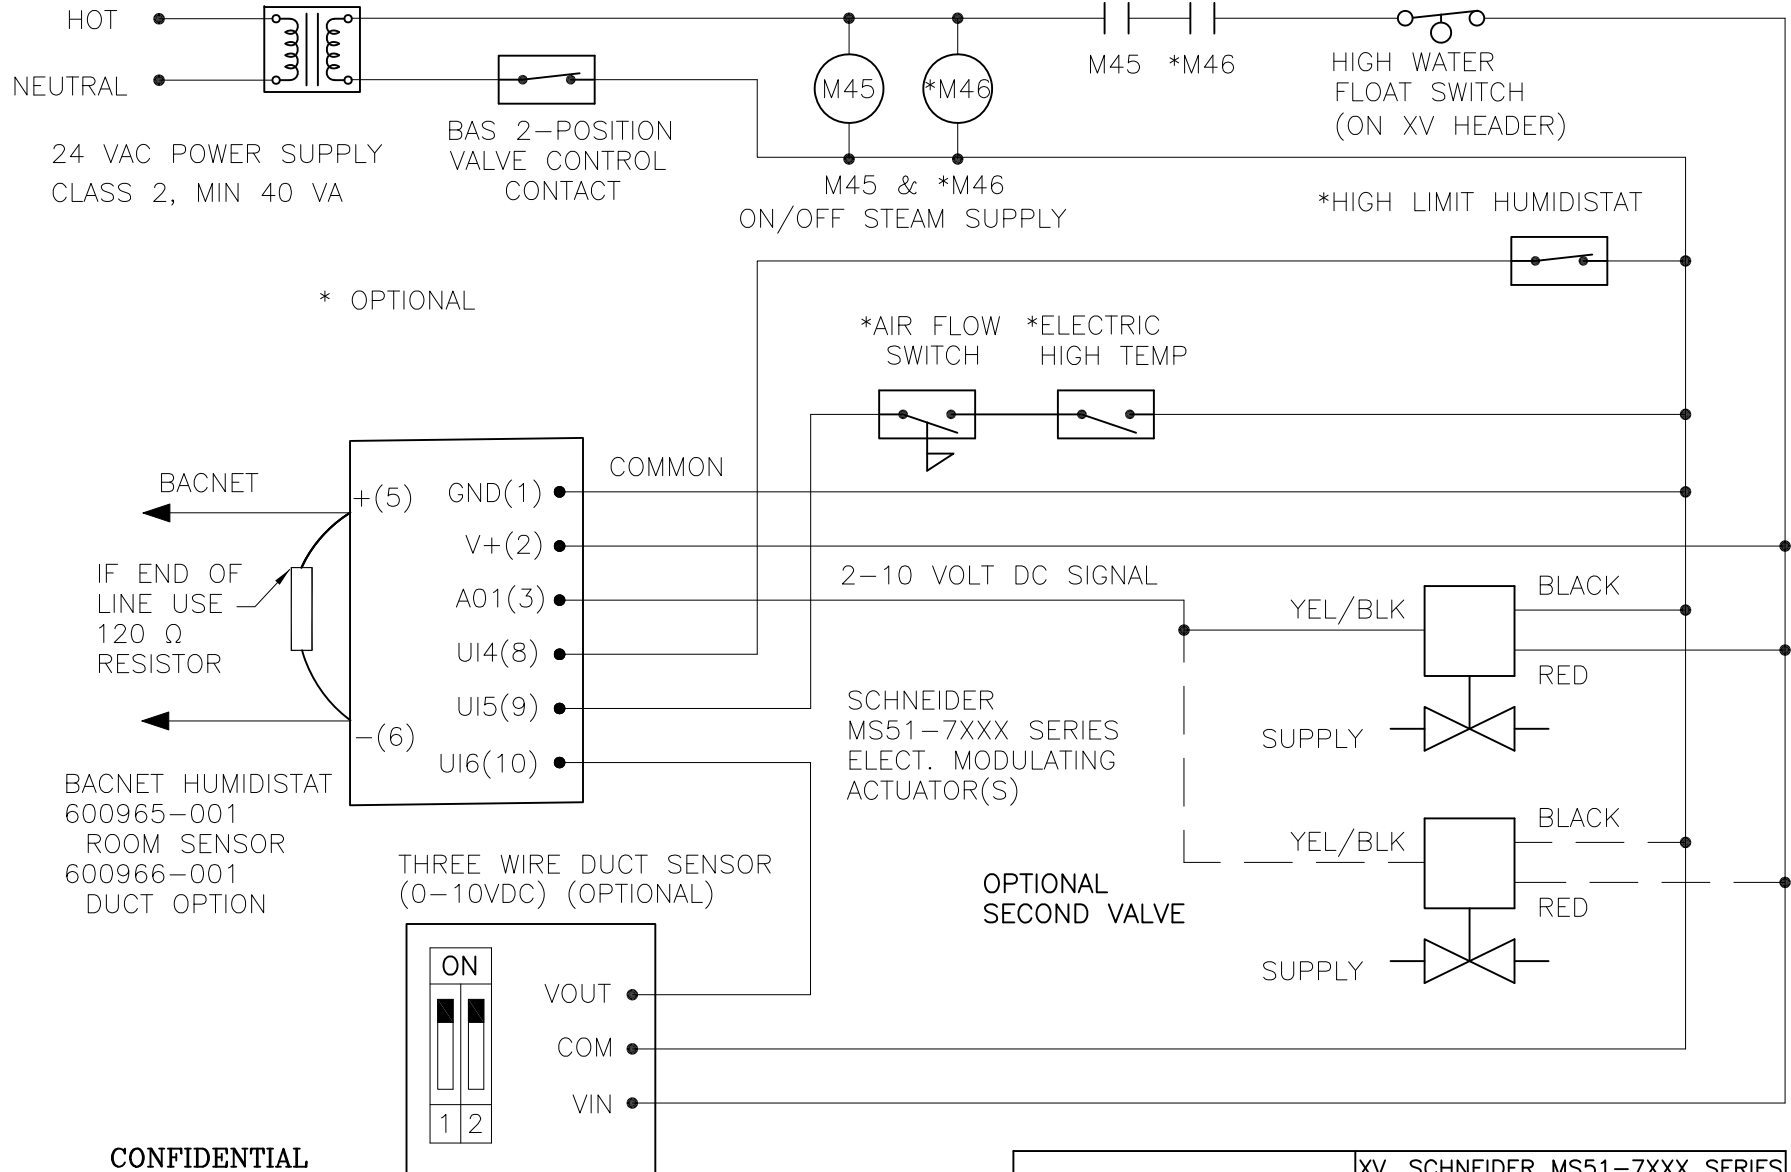 HOT
NEUTRAL
24 VAC POWER SUPPLY
CLASS 2, MIN 40 VA
BAS 2-POSITION
VALVE CONTROL
CONTACT
M45
*M46
M45 & *M46
ON/OFF STEAM SUPPLY
M45
*M46
HIGH WATER
FLOAT SWITCH
(ON XV HEADER)
*HIGH LIMIT HUMIDISTAT
* OPTIONAL
*AIR FLOW
SWITCH
*ELECTRIC
HIGH TEMP
BACNET
+(5)
GND(1)
COMMON
V+(2)
AO1(3)
2-10 VOLT DC SIGNAL
UI4(8)
UI5(9)
UI6(10)
-(6)
IF END OF
LINE USE
120 Ω
RESISTOR
BACNET HUMIDISTAT
600965-001
ROOM SENSOR
600966-001
DUCT OPTION
SCHNEIDER
MS51-7XXX SERIES
ELECT. MODULATING
ACTUATOR(S)
YEL/BLK
BLACK
RED
SUPPLY
OPTIONAL
SECOND VALVE
YEL/BLK
BLACK
RED
SUPPLY
THREE WIRE DUCT SENSOR
(0-10VDC) (OPTIONAL)
ON
1 2
VOUT
COM
VIN
CONFIDENTIAL
XV, SCHNEIDER MS51-7XXX SERIES